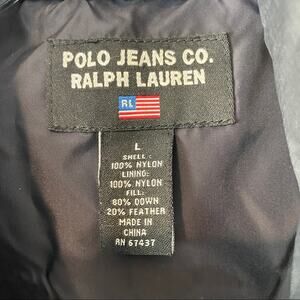 POLO JEANS CO.
RALPH LAUREN
RL
L
SHELL:
100% NYLON
LINING:
100% NYLON
FILL:
80% DOWN
20% FEATHER
MADE IN
CHINA
RN 67437